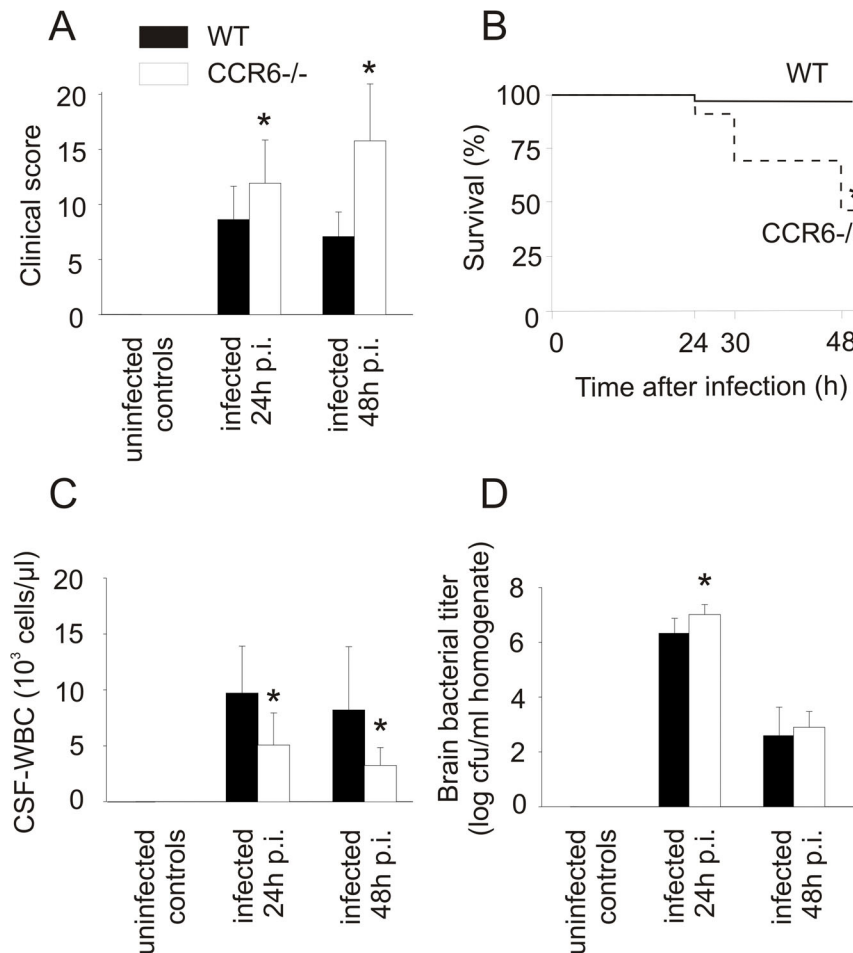 A
WT
CCR6-/-
20
15
10
5
0
Clinical score
*
*
uninfected
controls
infected
24h p.i.
infected
48h p.i.
B
WT
100
75
50
25
0
Survival (%)
*
CCR6-/
0 24 30 48
Time after infection (h)
C
20
15
10
5
0
CSF-WBC (10³ cells/µl)
*
*
uninfected
controls
infected
24h p.i.
infected
48h p.i.
D
8
6
4
2
0
Brain bacterial titer
(log cfu/ml homogenate)
*
uninfected
controls
infected
24h p.i.
infected
48h p.i.